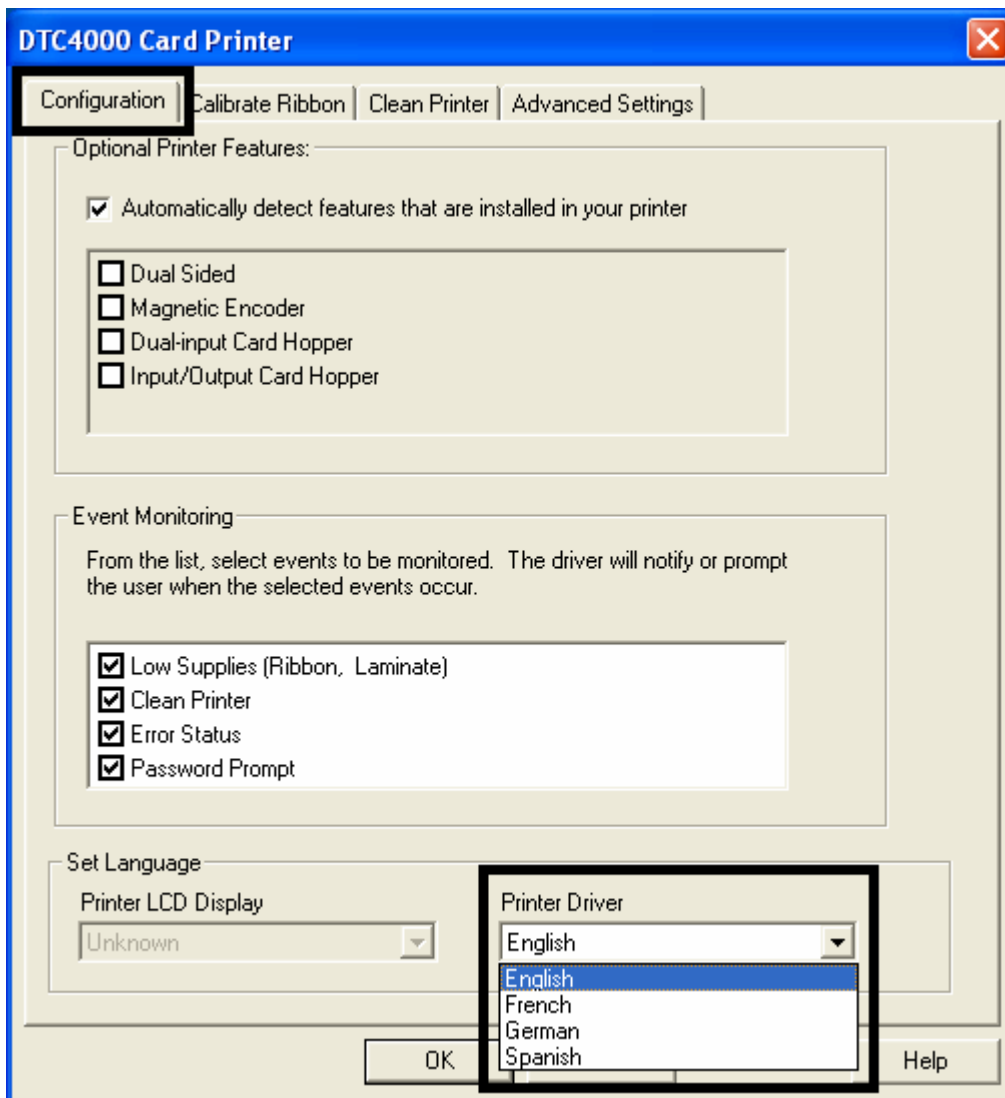 DTC4000 Card Printer
Configuration Calibrate Ribbon Clean Printer Advanced Settings
Optional Printer Features:
Automatically detect features that are installed in your printer
Dual Sided
Magnetic Encoder
Dual-input Card Hopper
Input/Output Card Hopper
Event Monitoring
From the list, select events to be monitored. The driver will notify or prompt
the user when the selected events occur.
Low Supplies (Ribbon, Laminate)
Clean Printer
Error Status
Password Prompt
Set Language
Printer LCD Display
Unknown
Printer Driver
English
English
French
German
Spanish
OK Help